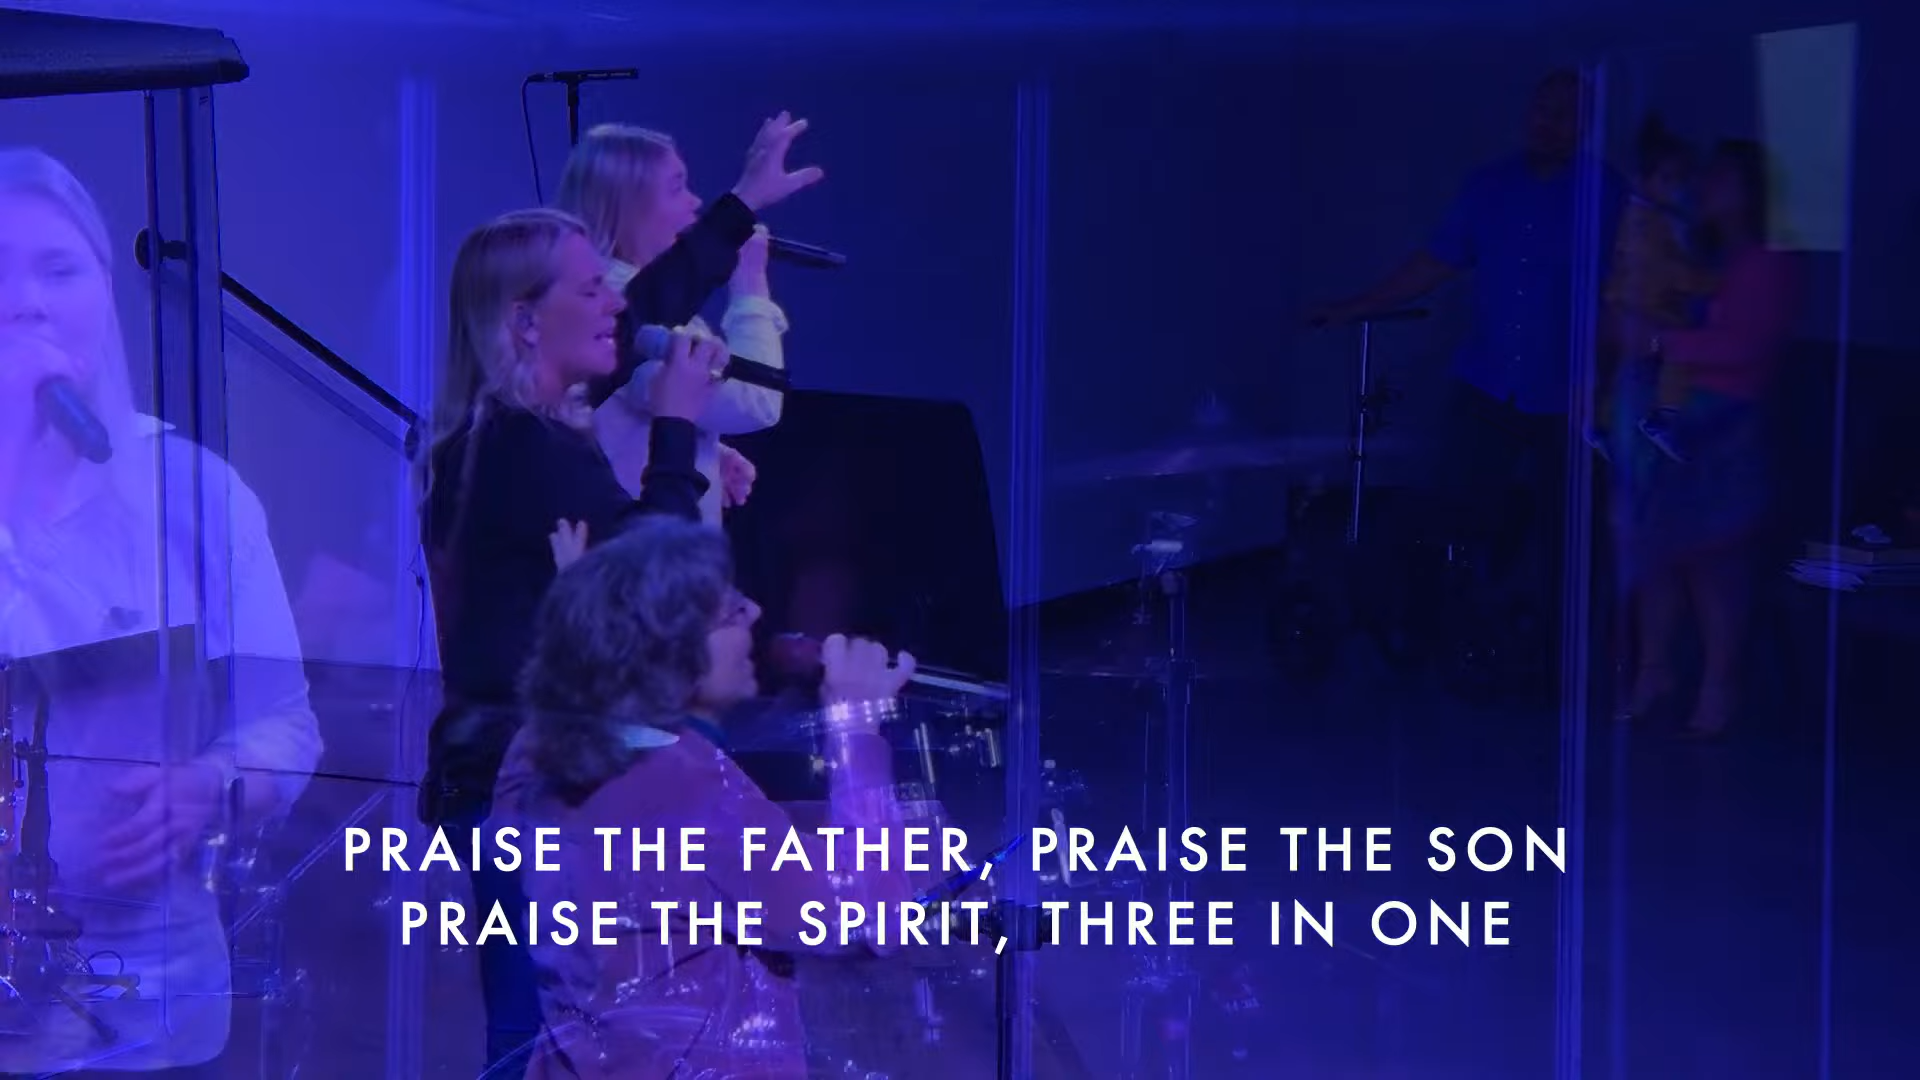 PRAISE THE FATHER, PRAISE THE SON
PRAISE THE SPIRIT, THREE IN ONE